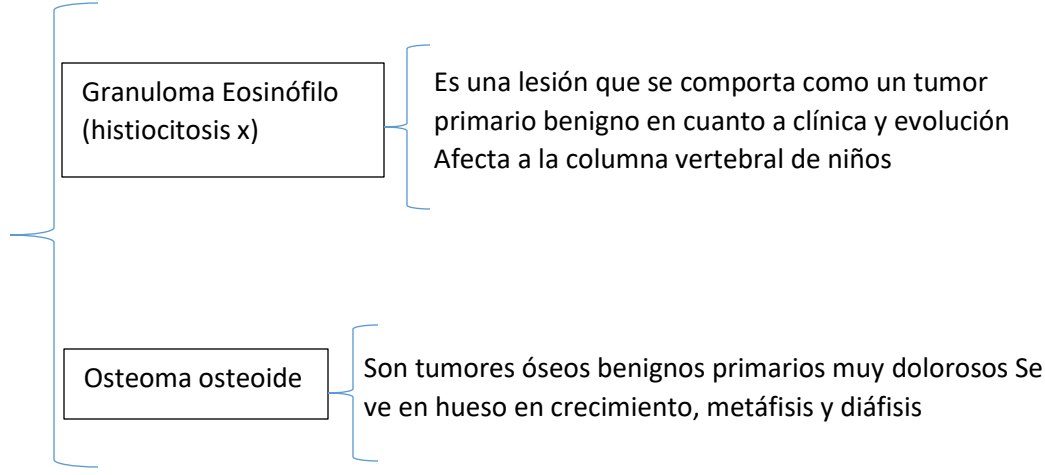 Granuloma Eosinófilo
(histiocitosis x)
Es una lesión que se comporta como un tumor
primario benigno en cuanto a clínica y evolución
Afecta a la columna vertebral de niños
Osteoma osteoide
Son tumores óseos benignos primarios muy dolorosos Se
ve en hueso en crecimiento, metáfisis y diáfisis